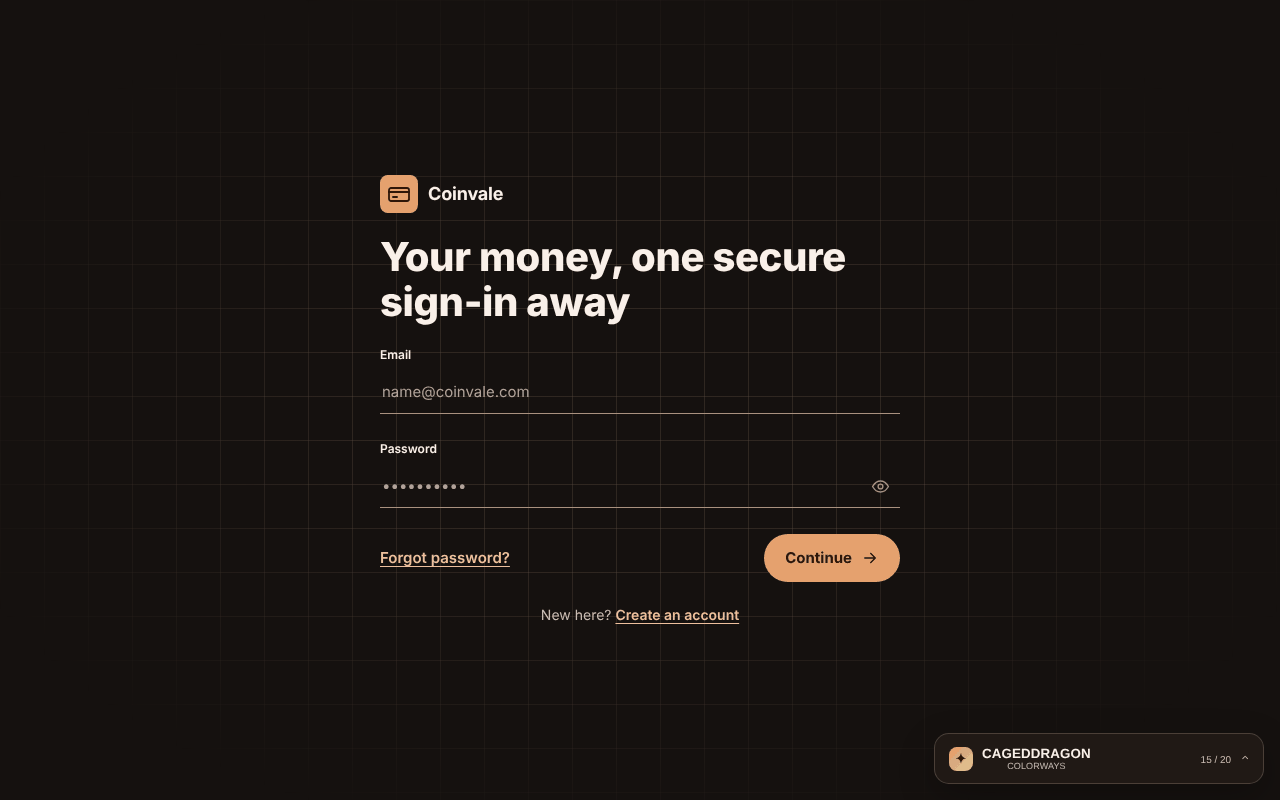 Coinvale
Your money, one secure
sign-in away
Email
name@coinvale.com
Password
••••••••••
Forgot password?
Continue
New here? Create an account
CAGEDDRAGON
COLORWAYS
15 / 20